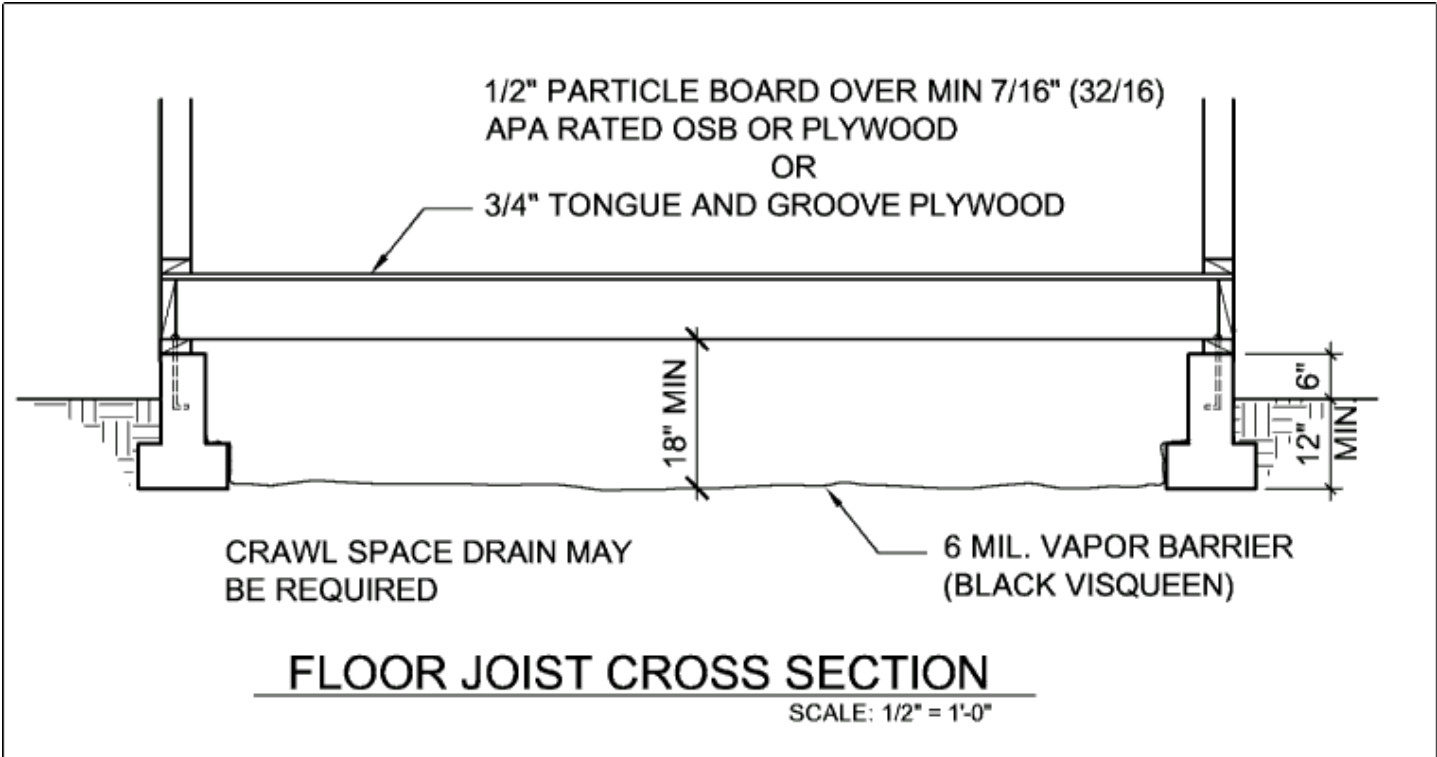 1/2" PARTICLE BOARD OVER MIN 7/16" (32/16)
APA RATED OSB OR PLYWOOD
OR
3/4" TONGUE AND GROOVE PLYWOOD
18" MIN
6"
12"
MIN
CRAWL SPACE DRAIN MAY
BE REQUIRED
6 MIL. VAPOR BARRIER
(BLACK VISQUEEN)
FLOOR JOIST CROSS SECTION
SCALE: 1/2" = 1'-0"